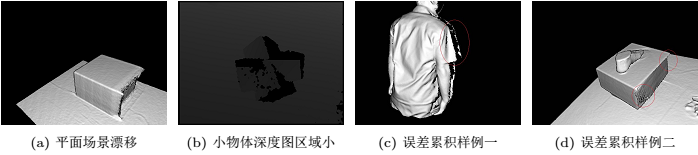 (a) 平面场景漂移
(b) 小物体深度图区域小
(c) 误差累积样例一
(d) 误差累积样例二